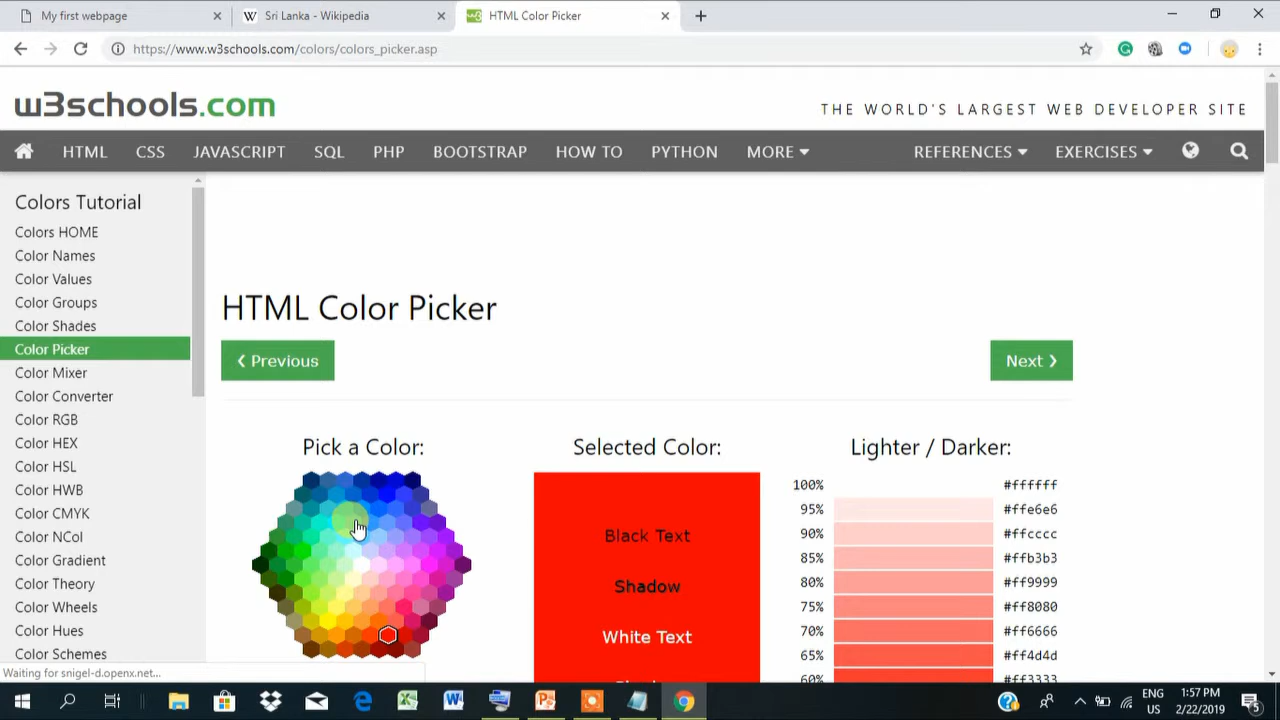 My first webpage
W Sri Lanka - Wikipedia
w3 HTML Color Picker
https://www.w3schools.com/colors/colors_picker.asp
w3schools.com
THE WORLD'S LARGEST WEB DEVELOPER SITE
HTML CSS JAVASCRIPT SQL PHP BOOTSTRAP HOW TO PYTHON MORE REFERENCES EXERCISES
Colors Tutorial
Colors HOME
Color Names
Color Values
Color Groups
Color Shades
Color Picker
Color Mixer
Color Converter
Color RGB
Color HEX
Color HSL
Color HWB
Color CMYK
Color NCol
Color Gradient
Color Theory
Color Wheels
Color Hues
Color Schemes
HTML Color Picker
❮ Previous
Next ❯
Pick a Color:
Selected Color:
Black Text
Shadow
White Text
Lighter / Darker:
100% #ffffff
95% #ffe6e6
90% #ffcccc
85% #ffb3b3
80% #ff9999
75% #ff8080
70% #ff6666
65% #ff4d4d
60% #ff3333
Waiting for snigel-d.openx.net...
ENG
US
1:57 PM
2/22/2019
5